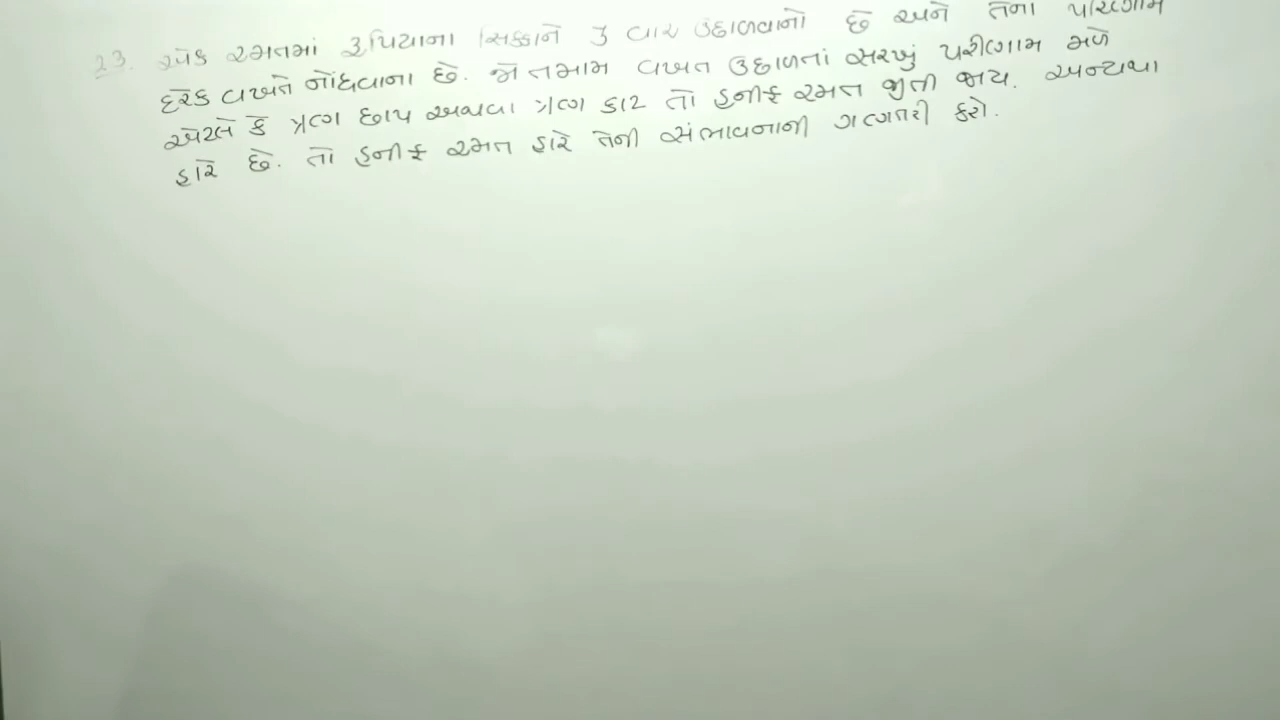 23. એક રમતમાં રૂપિયાના સિક્કાને 3 વાર ઉછાળવાનો છે અને તેના પરિણામ
દરેક વખતે નોંધવાના છે. જો તમામ વખત ઉછાળતાં સરખું પરીણામ મળે
એટલે કે ત્રણ છાપ અથવા ત્રણ કાટ તો હનીફ રમત જીતી જાય. અન્યથા
હારે છે. તો હનીફ રમત હારે તેની સંભાવનાની ગણતરી કરો.